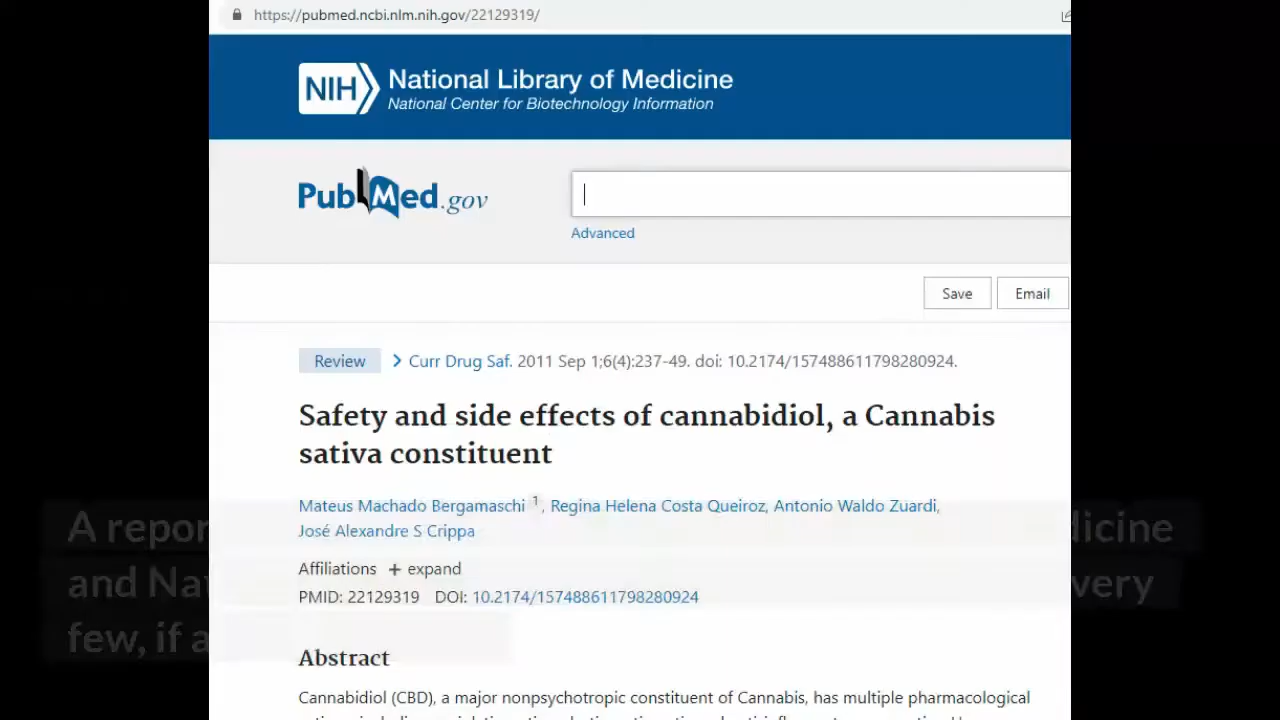 https://pubmed.ncbi.nlm.nih.gov/22129319/
NIH National Library of Medicine
National Center for Biotechnology Information
PubMed.gov
Advanced
Save Email
Review Curr Drug Saf. 2011 Sep 1;6(4):237-49. doi: 10.2174/157488611798280924.
Safety and side effects of cannabidiol, a Cannabis
sativa constituent
Mateus Machado Bergamaschi 1, Regina Helena Costa Queiroz, Antonio Waldo Zuardi,
José Alexandre S Crippa
Affiliations + expand
PMID: 22129319 DOI: 10.2174/157488611798280924
Abstract
Cannabidiol (CBD), a major nonpsychotropic constituent of Cannabis, has multiple pharmacological
A repor dicine
and Nat very
few, if a